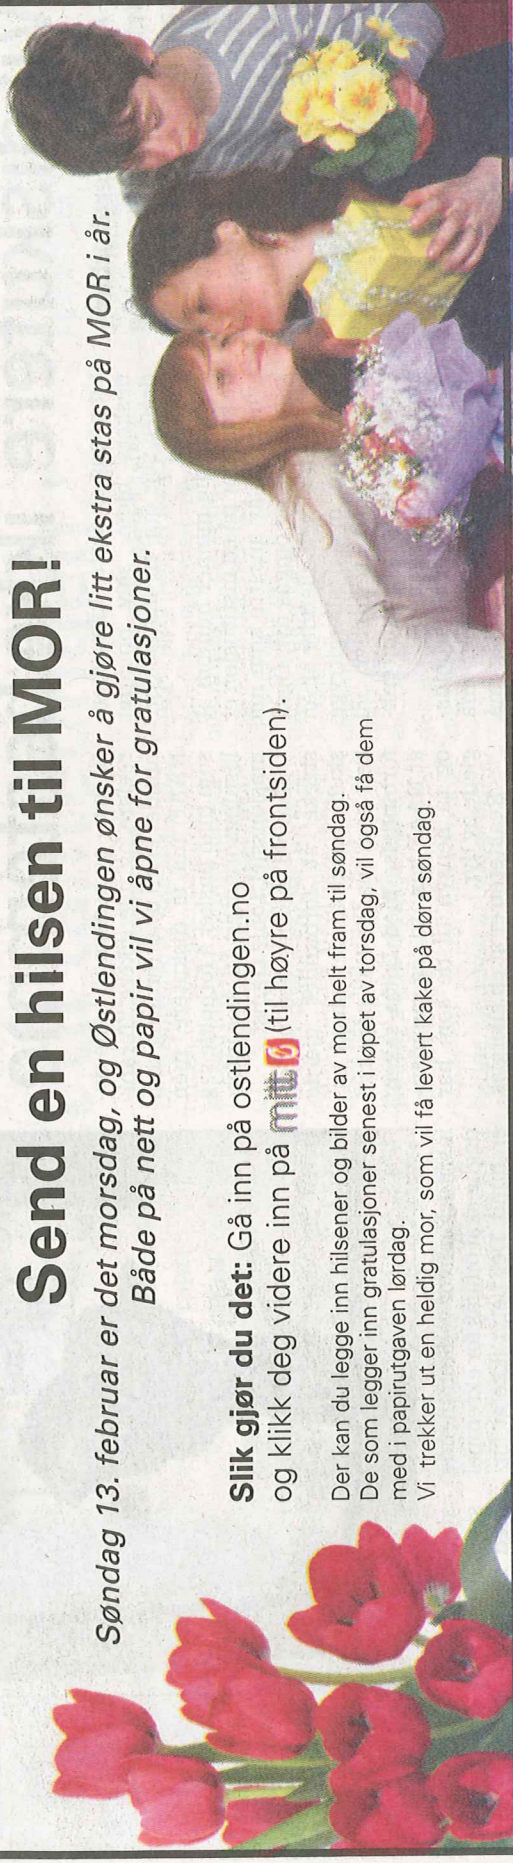 Send en hilsen til MOR!
Søndag 13. februar er det morsdag, og Østlendingen ønsker å gjøre litt ekstra stas på MOR i år.
Både på nett og papir vil vi åpne for gratulasjoner.
Slik gjør du det: Gå inn på ostlendingen.no
og klikk deg videre inn på mitt Ø (til høyre på frontsiden).
Der kan du legge inn hilsener og bilder av mor helt fram til søndag.
De som legger inn gratulasjoner senest i løpet av torsdag, vil også få dem
med i papirutgaven lørdag.
Vi trekker ut en heldig mor, som vil få levert kake på døra søndag.